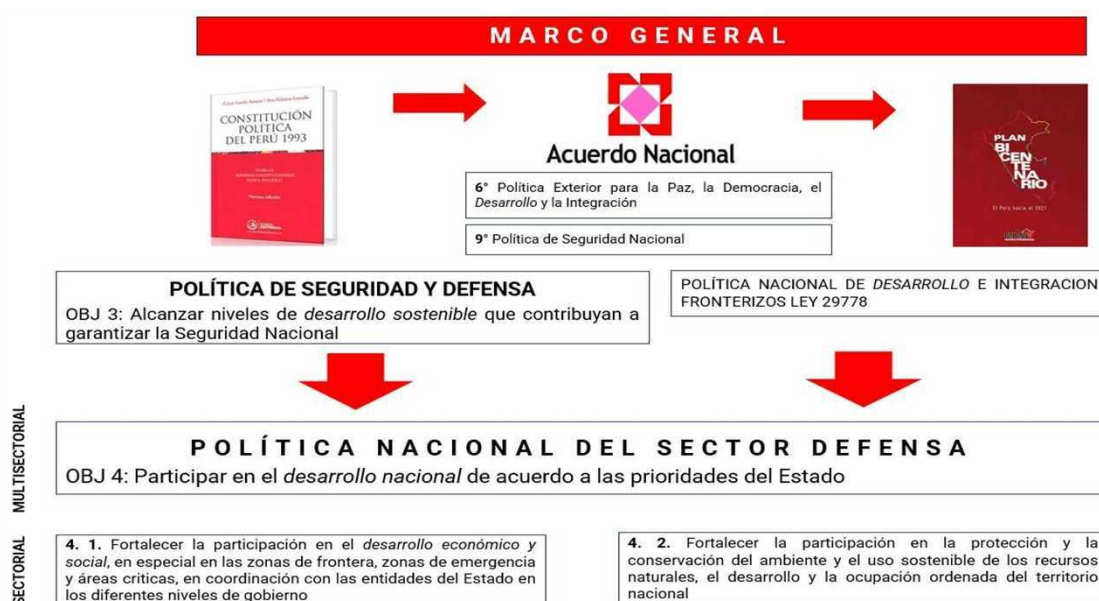 MARCO GENERAL
CONSTITUCIÓN
POLÍTICA
DEL PERÚ 1993
Acuerdo Nacional
6° Política Exterior para la Paz, la Democracia, el
Desarrollo y la Integración
9° Política de Seguridad Nacional
PLAN
BI
CEN
TE
NA
RIO
El Perú hacia el 2021
POLÍTICA DE SEGURIDAD Y DEFENSA
OBJ 3: Alcanzar niveles de desarrollo sostenible que contribuyan a
garantizar la Seguridad Nacional
POLÍTICA NACIONAL DE DESARROLLO E INTEGRACION
FRONTERIZOS LEY 29778
MULTISECTORIAL
POLÍTICA NACIONAL DEL SECTOR DEFENSA
OBJ 4: Participar en el desarrollo nacional de acuerdo a las prioridades del Estado
SECTORIAL
4. 1. Fortalecer la participación en el desarrollo económico y
social, en especial en las zonas de frontera, zonas de emergencia
y áreas criticas, en coordinación con las entidades del Estado en
los diferentes niveles de gobierno
4. 2. Fortalecer la participación en la protección y la
conservación del ambiente y el uso sostenible de los recursos
naturales, el desarrollo y la ocupación ordenada del territorio
nacional